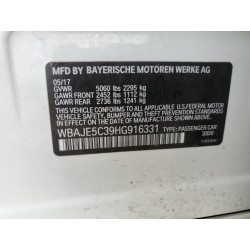 MFD BY BAYERISCHE MOTOREN WERKE AG
05/17
GVWR 5060 lbs 2295 kg
GAWR FRONT 2452 lbs 1112 kg
GAWR REAR 2736 lbs 1241 kg
THIS VEHICLE CONFORMS TO ALL APPLICABLE FEDERAL MOTOR
VEHICLE SAFETY, BUMPER, AND THEFT PREVENTION STANDARDS
IN EFFECT ON THE DATE OF MANUFACTURE SHOWN ABOVE.
WBAJE5C39HG916331 TYPE: PASSENGER CAR